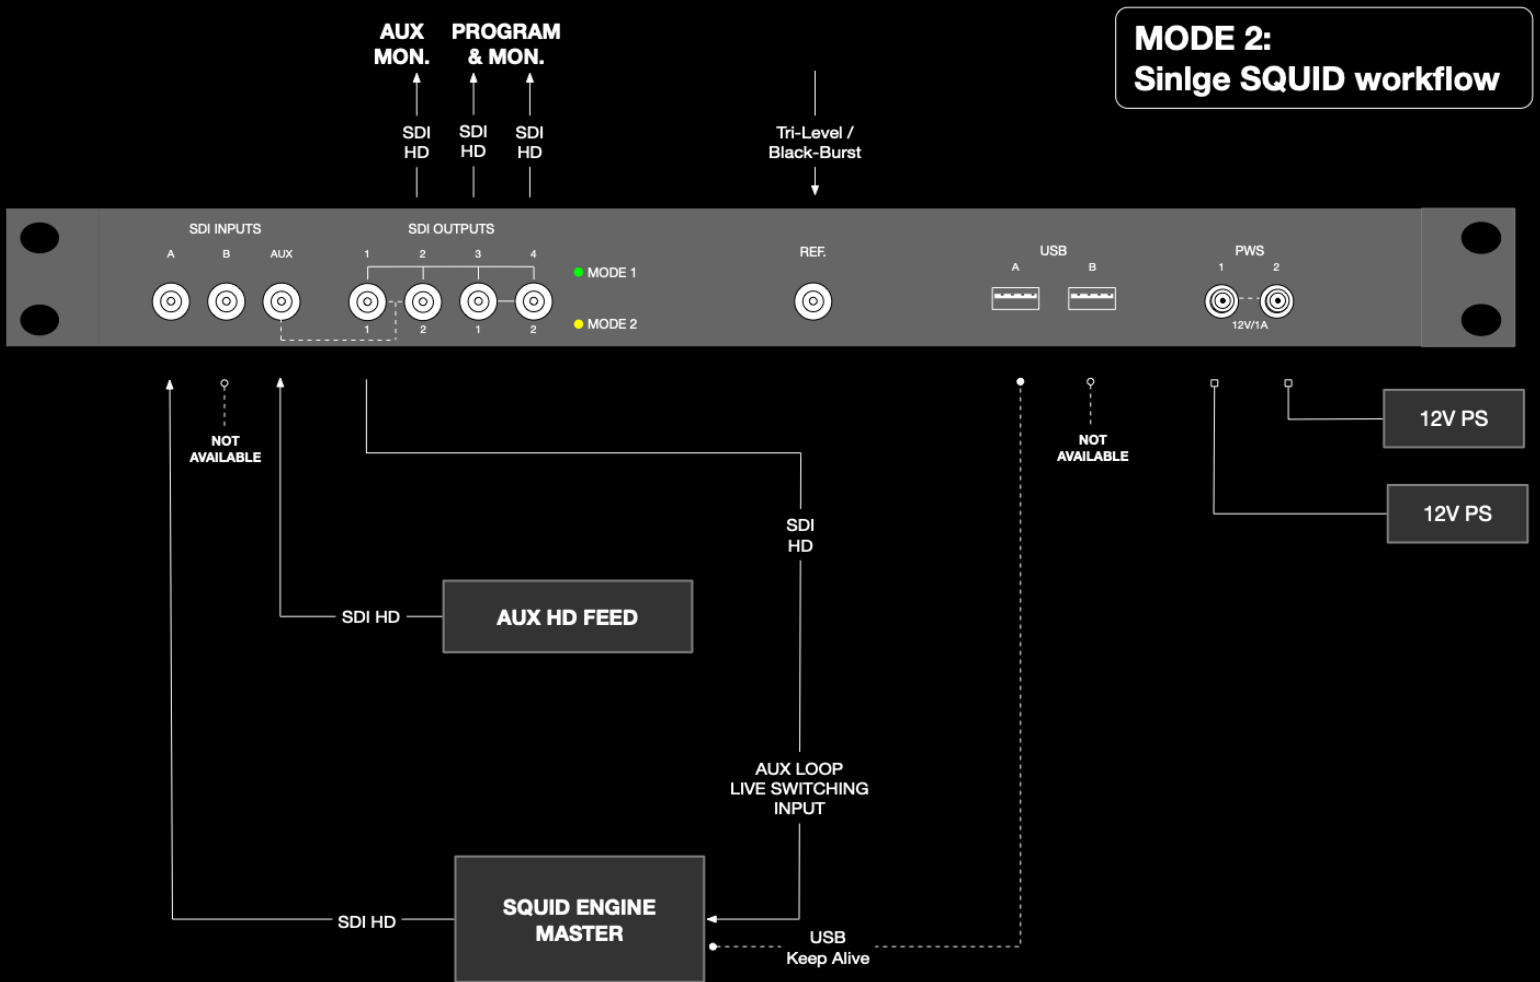 MODE 2:
Sinlge SQUID workflow
AUX
MON.
PROGRAM
& MON.
SDI
HD
SDI
HD
SDI
HD
Tri-Level /
Black-Burst
SDI INPUTS
A B AUX
SDI OUTPUTS
1 2 3 4
MODE 1
MODE 2
1 2 1 2
REF.
USB
A B
PWS
1 2
12V/1A
NOT
AVAILABLE
NOT
AVAILABLE
12V PS
12V PS
SDI
HD
SDI HD
AUX HD FEED
AUX LOOP
LIVE SWITCHING
INPUT
SDI HD
SQUID ENGINE
MASTER
USB
Keep Alive